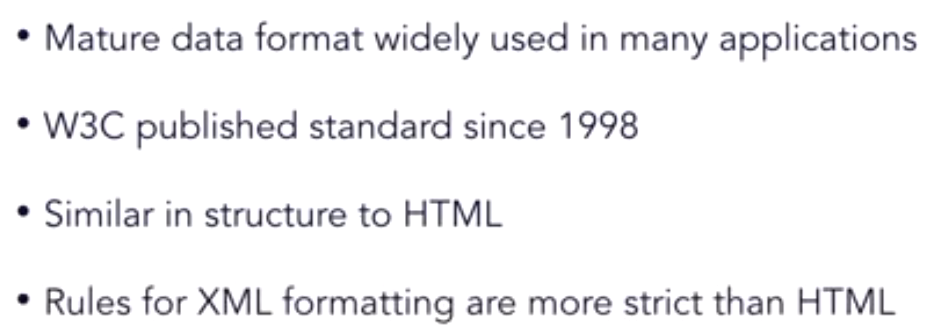 • Mature data format widely used in many applications
• W3C published standard since 1998
• Similar in structure to HTML
• Rules for XML formatting are more strict than HTML